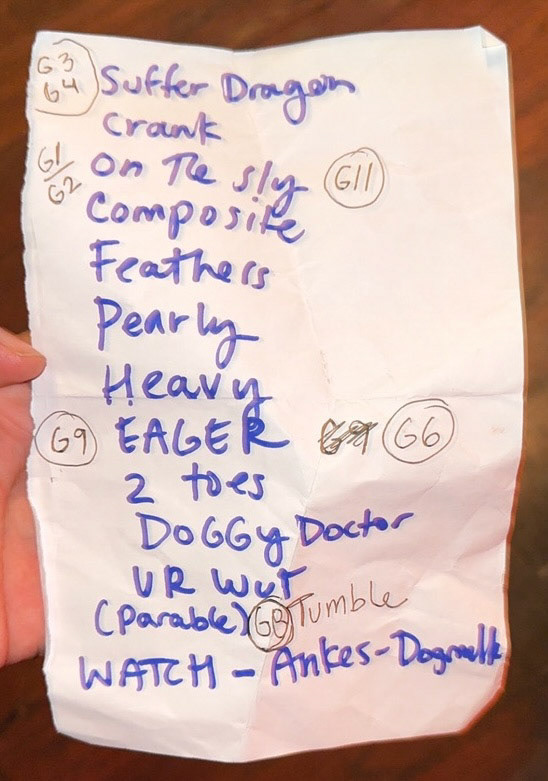 G3
G4
Suffer Dragon
Crank
G1/G2
On The sly G11
Composite
Feathers
Pearly
Heavy
G9 EAGER G6
2 toes
DoGGy Doctor
UR WuT
(Parable) G8 Tumble
WATCH - Ankes-Dogmelk